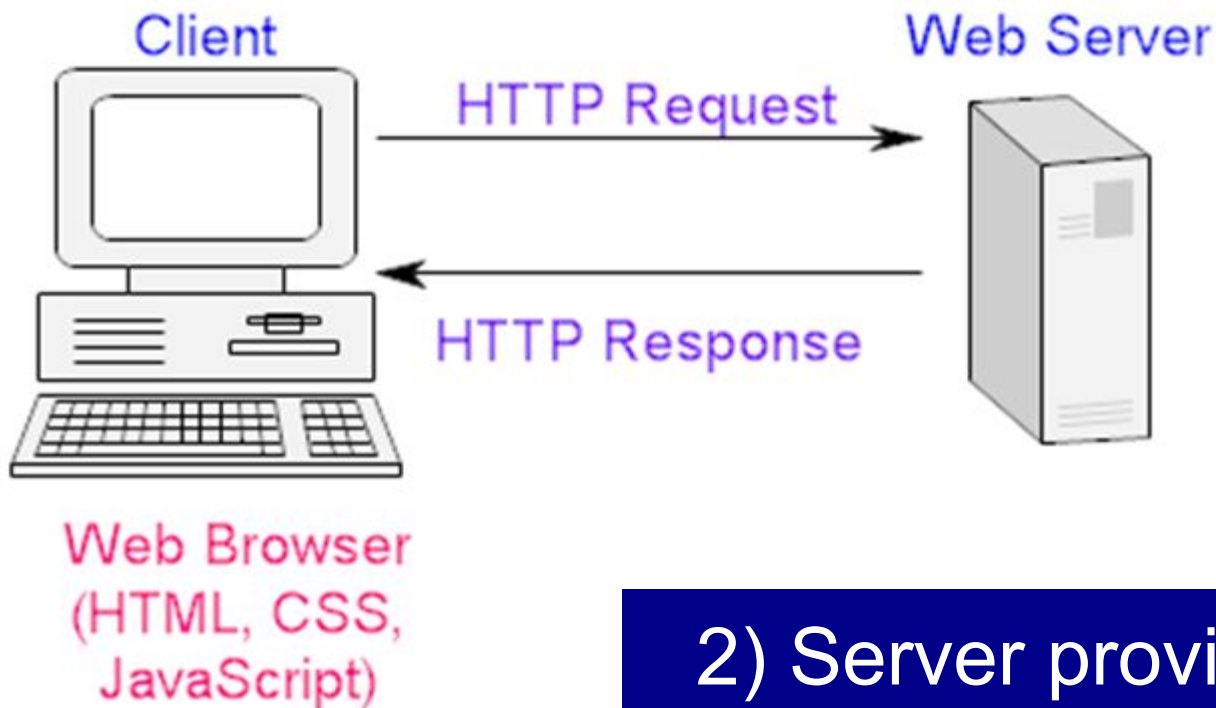 Client
Web Server
HTTP Request
HTTP Response
Web Browser
(HTML, CSS,
JavaScript)
2) Server provi